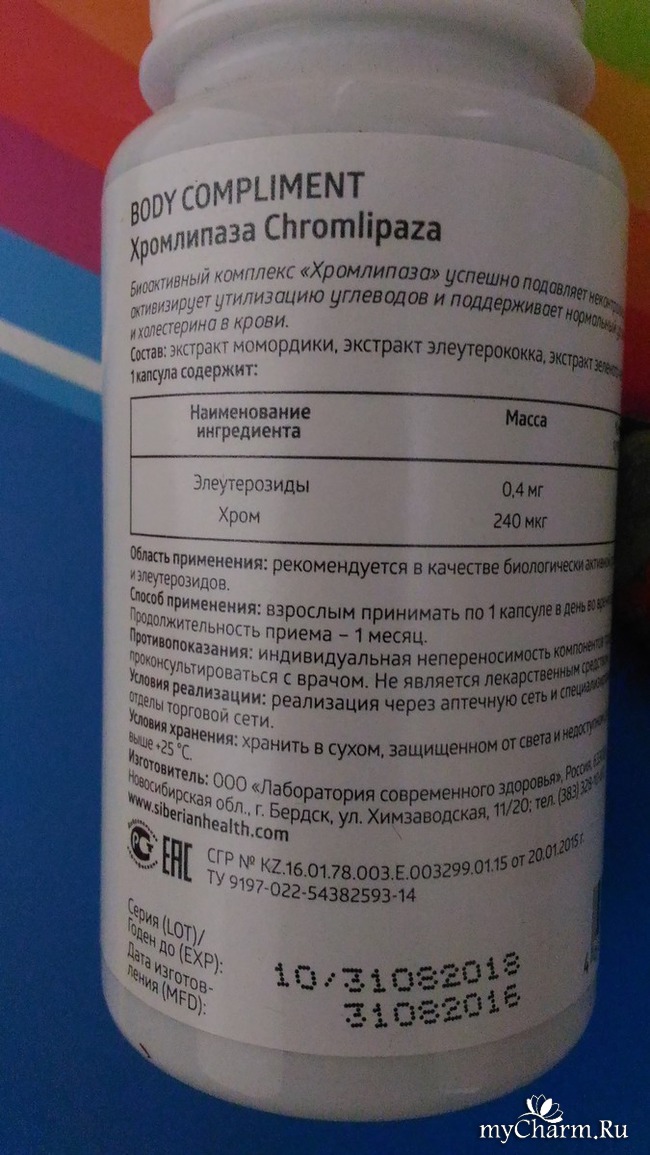 BODY COMPLIMENT
Хромлипаза Chromlipaza
Биоактивный комплекс «Хромлипаза» успешно подавляет
активизирует утилизацию углеводов и поддерживает нормальный
и холестерина в крови.
Состав: экстракт момордики, экстракт элеутерококка, экстракт
1 капсула содержит:
Наименование Масса
ингредиента
Элеутерозиды 0,4 мг
Хром 240 мкг
Область применения: рекомендуется в качестве биологически
и элеутерозидов.
Способ применения: взрослым принимать по 1 капсуле в день во
Продолжительность приема – 1 месяц.
Противопоказания: индивидуальная непереносимость компонентов
проконсультироваться с врачом. Не является лекарственным
Условия реализации: реализация через аптечную сеть и
отделы торговой сети.
Условия хранения: хранить в сухом, защищенном от света и
выше +25 °С.
Изготовитель: ООО «Лаборатория современного здоровья», Россия,
Новосибирская обл., г. Бердск, ул. Химзаводская, 11/20; тел. (383)
www.siberianhealth.com
РСТ ЕАС СГР № KZ.16.01.78.003.Е.003299.01.15 от 20.01.2015 г.
ТУ 9197-022-54382593-14
Серия (LOT)/
Годен до (EXP): 10/31082018
Дата изготов-
ления (MFD): 31082016
myCharm.Ru